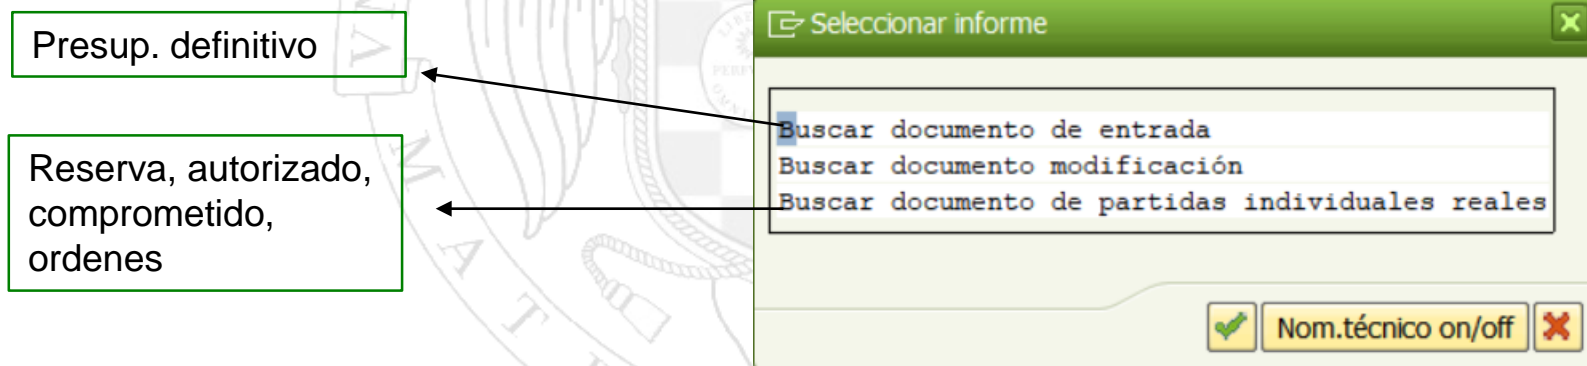 Presup. definitivo
Reserva, autorizado,
comprometido,
ordenes
Seleccionar informe
Buscar documento de entrada
Buscar documento modificación
Buscar documento de partidas individuales reales
Nom.técnico on/off